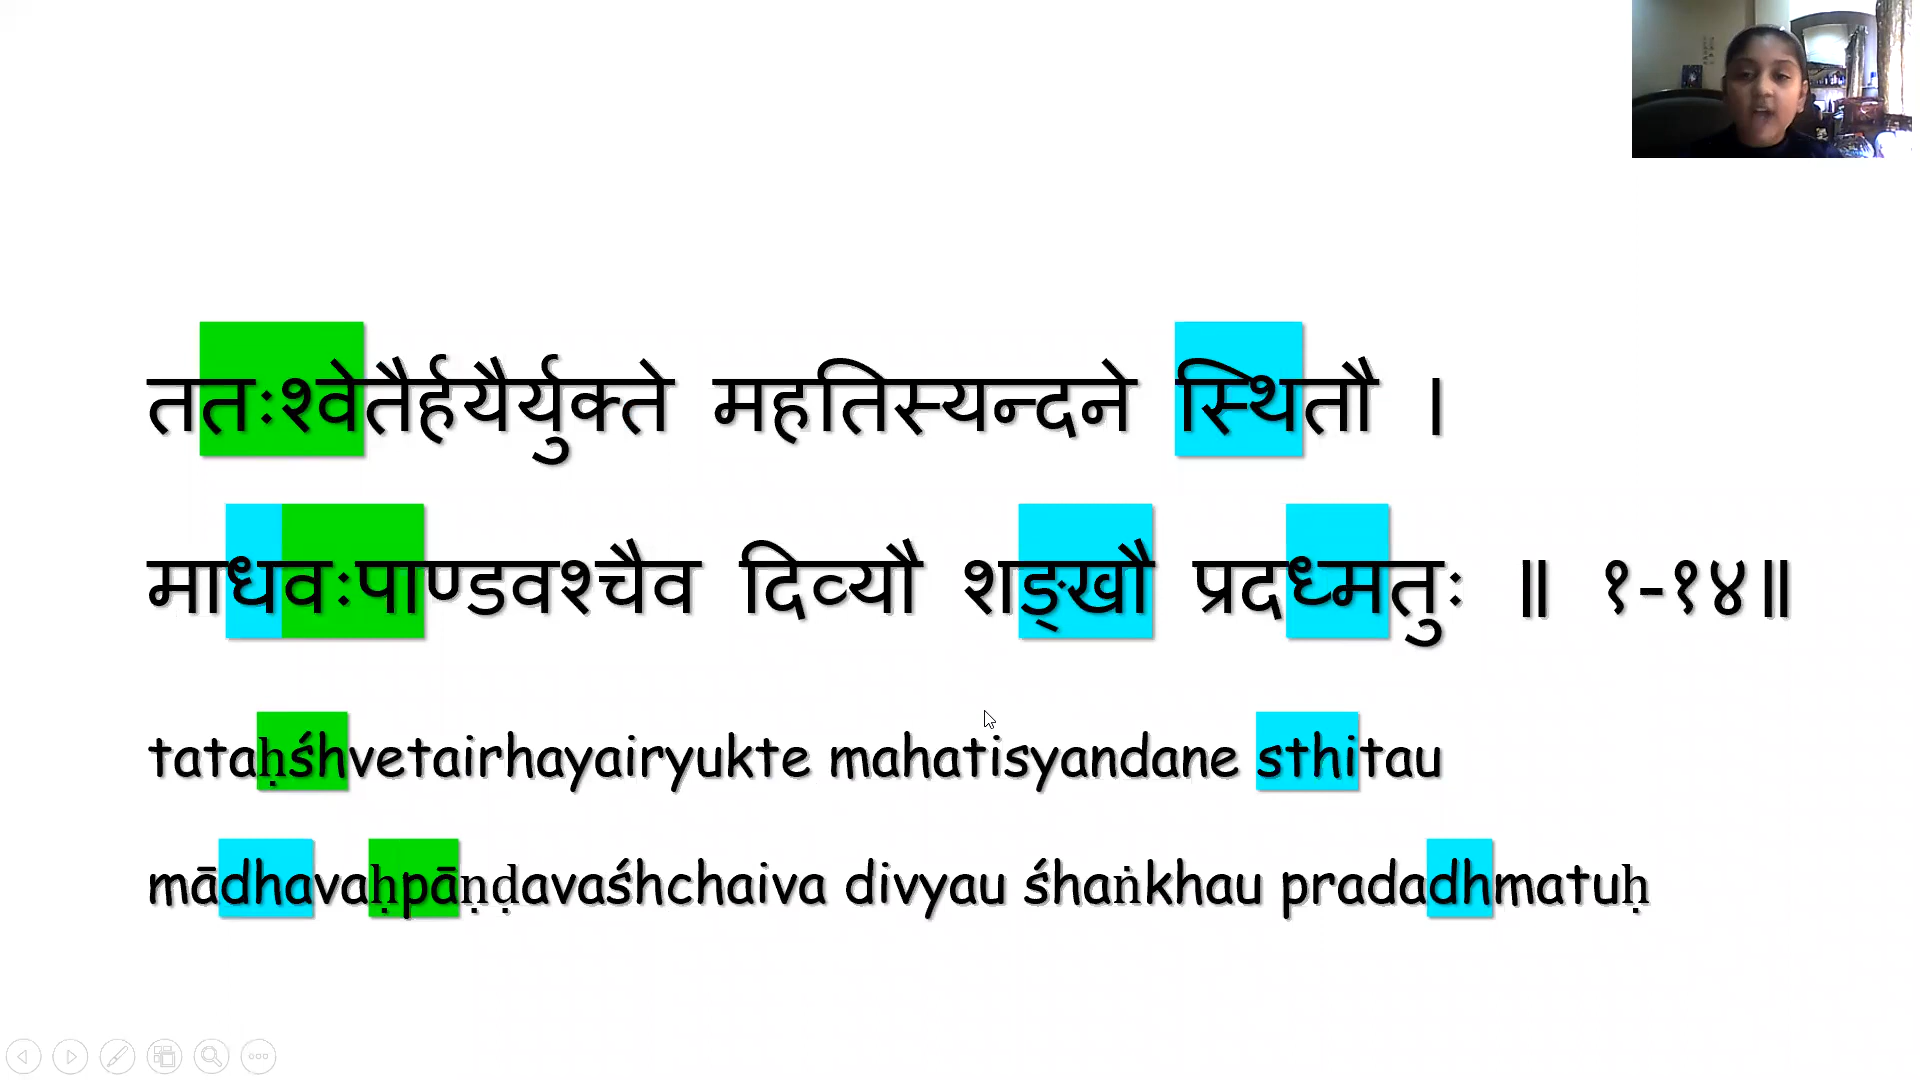 ततःश्वेतैर्हयैर्युक्ते महतिस्यन्दने स्थितौ ।
माधवःपाण्डवश्चैव दिव्यौ शङ्खौ प्रदध्मतुः ॥ १-१४॥
tataḥśhvetairhayairyukte mahatisyandane sthitau
mādhavaḥpāṇḍavaśhchaiva divyau śhaṅkhau pradadhmatuḥ